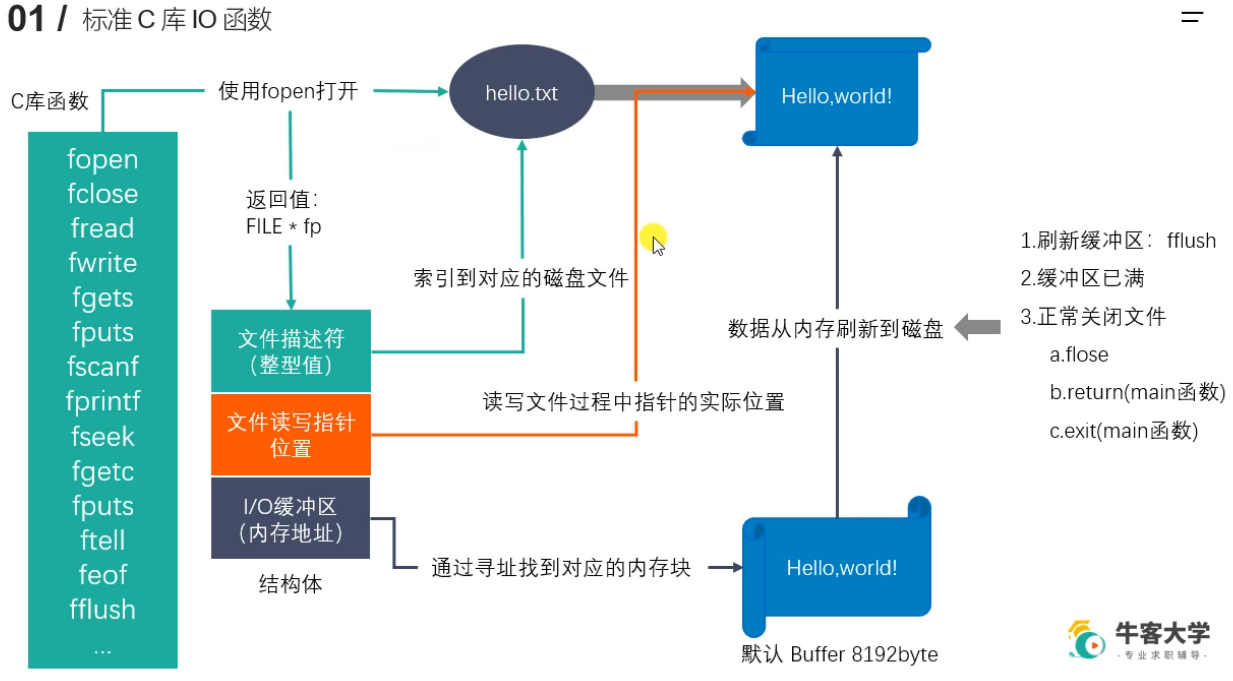 01 / 标准 C 库 IO 函数
C库函数
fopen
fclose
fread
fwrite
fgets
fputs
fscanf
fprintf
fseek
fgetc
fputs
ftell
feof
fflush
...
使用fopen打开
hello.txt
Hello,world!
返回值：
FILE * fp
索引到对应的磁盘文件
文件描述符
（整型值）
文件读写指针
位置
I/O缓冲区
（内存地址）
结构体
读写文件过程中指针的实际位置
通过寻址找到对应的内存块
数据从内存刷新到磁盘
1.刷新缓冲区：fflush
2.缓冲区已满
3.正常关闭文件
a.flose
b.return(main函数)
c.exit(main函数)
Hello,world!
默认 Buffer 8192byte
牛客大学
-专业求职辅导-